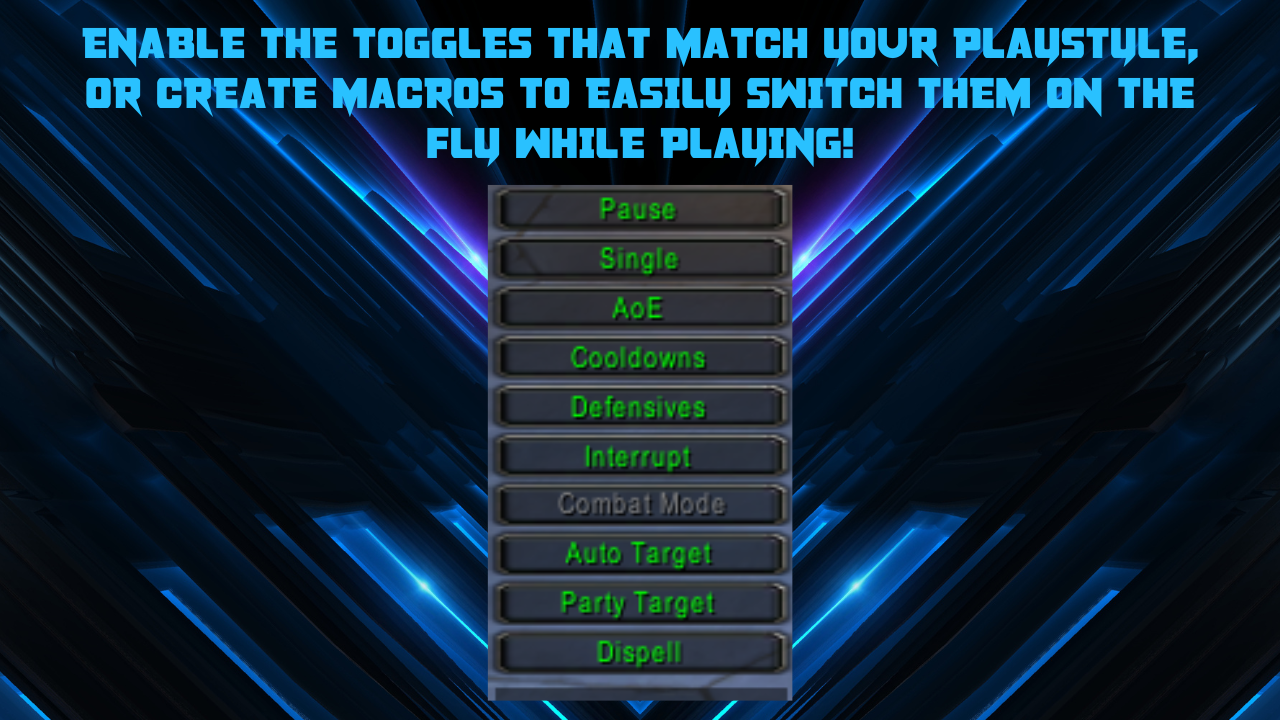 ENABLE THE TOGGLES THAT MATCH YOUR PLAYSTYLE,
OR CREATE MACROS TO EASILY SWITCH THEM ON THE
FLY WHILE PLAYING!
Pause
Single
AoE
Cooldowns
Defensives
Interrupt
Combat Mode
Auto Target
Party Target
Dispell